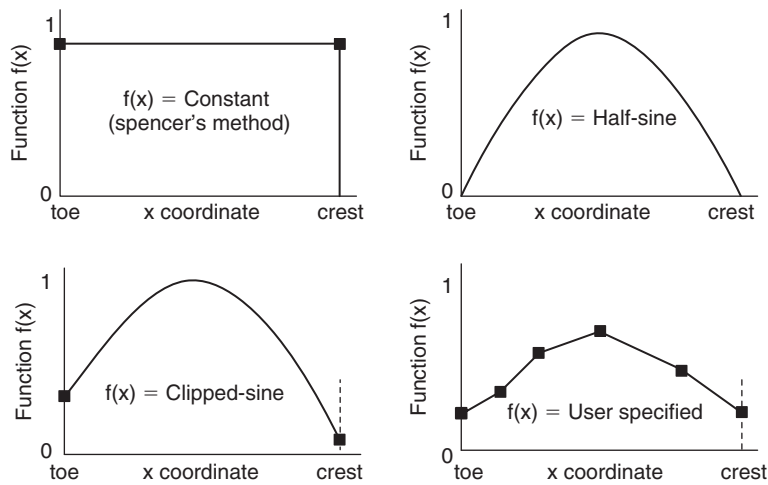 1
Function f(x)
f(x) = Constant
(spencer's method)
0
toe
x coordinate
crest
1
Function f(x)
f(x) = Half-sine
0
toe
x coordinate
crest
1
Function f(x)
f(x) = Clipped-sine
0
toe
x coordinate
crest
1
Function f(x)
f(x) = User specified
0
toe
x coordinate
crest